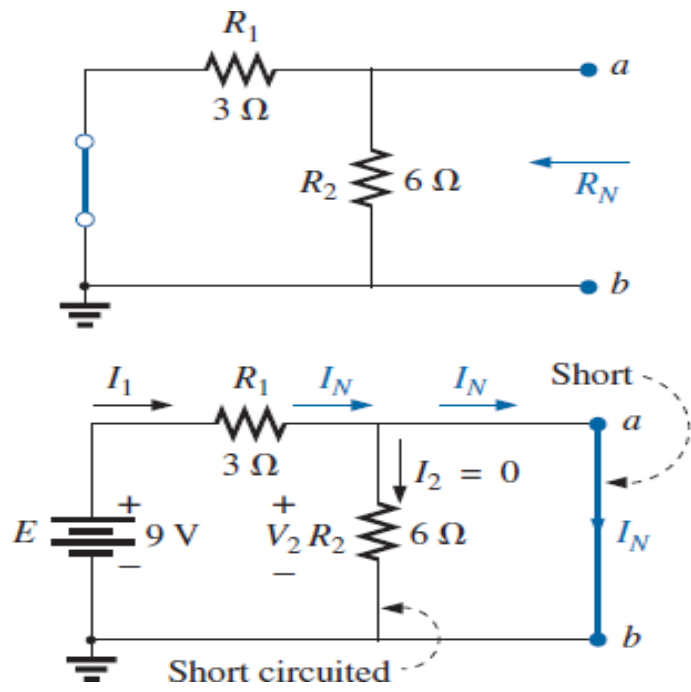 R1
3 Ω
a
R2 6 Ω
RN
b
I1 R1 IN IN Short
a
3 Ω
I2 = 0
+ +
E 9 V V2 R2 6 Ω IN
− −
b
Short circuited